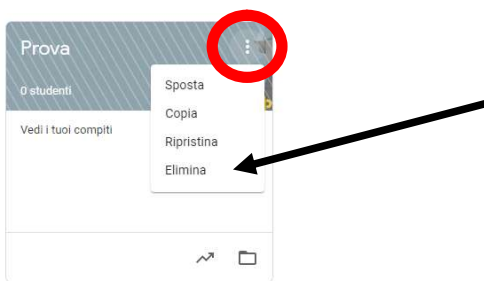 Prova
0 studenti
Vedi i tuoi compiti
Sposta
Copia
Ripristina
Elimina